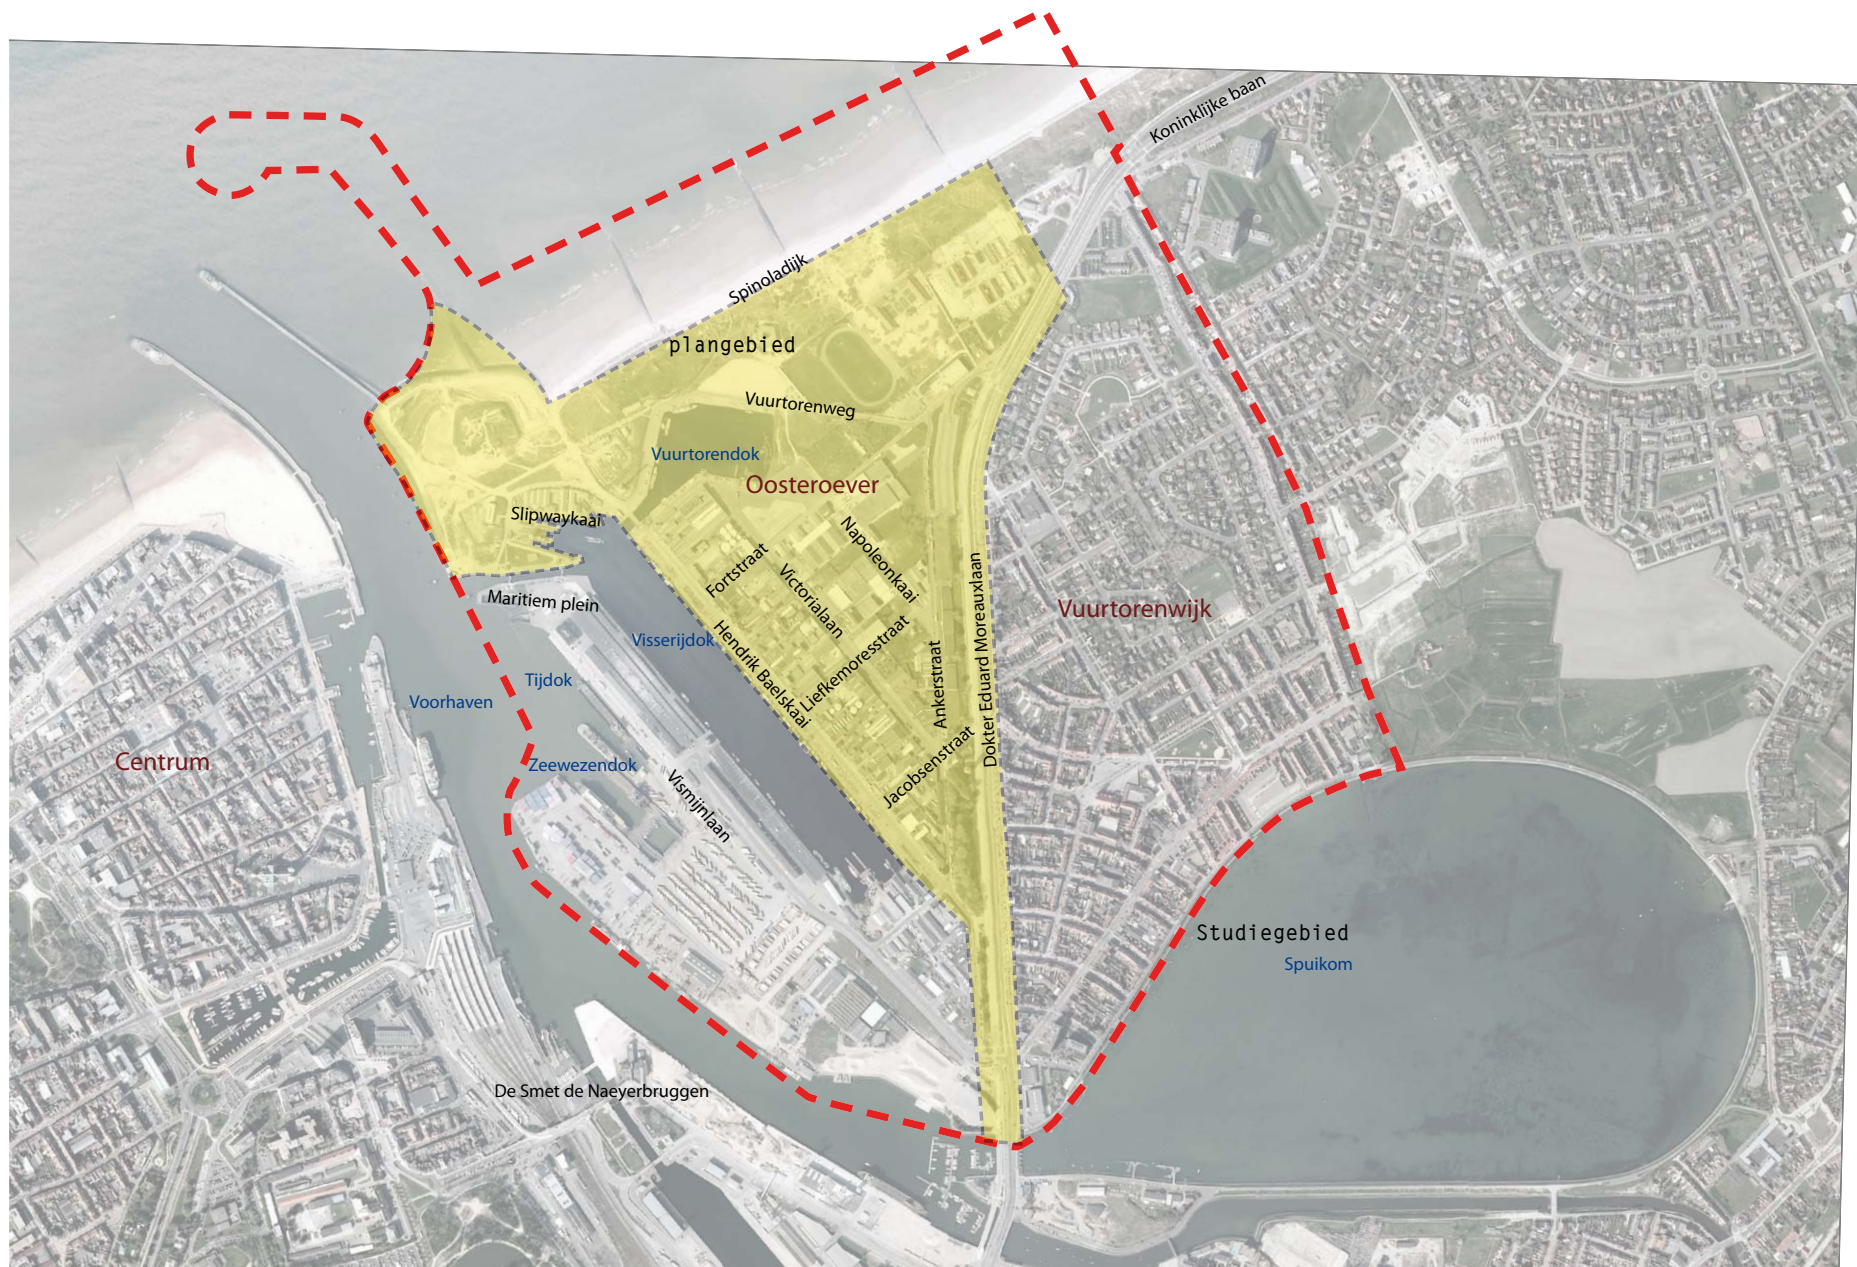 Koninklijke baan
Spinoladijk
plangebied
Vuurtorenweg
Vuurtorendok
Oosteroever
Slipwaykaai
Napoleonkaai
Fortstraat
Victorialaan
Maritiem plein
Vuurtorenwijk
Visserijdok
Hendrik Baelskaai
Liefkemoresstraat
Ankerstraat
Dokter Eduard Moreauxlaan
Tijdok
Voorhaven
Centrum
Zeewezendok
Jacobsenstraat
Vismijnlaan
Studiegebied
Spuikom
De Smet de Naeyerbruggen